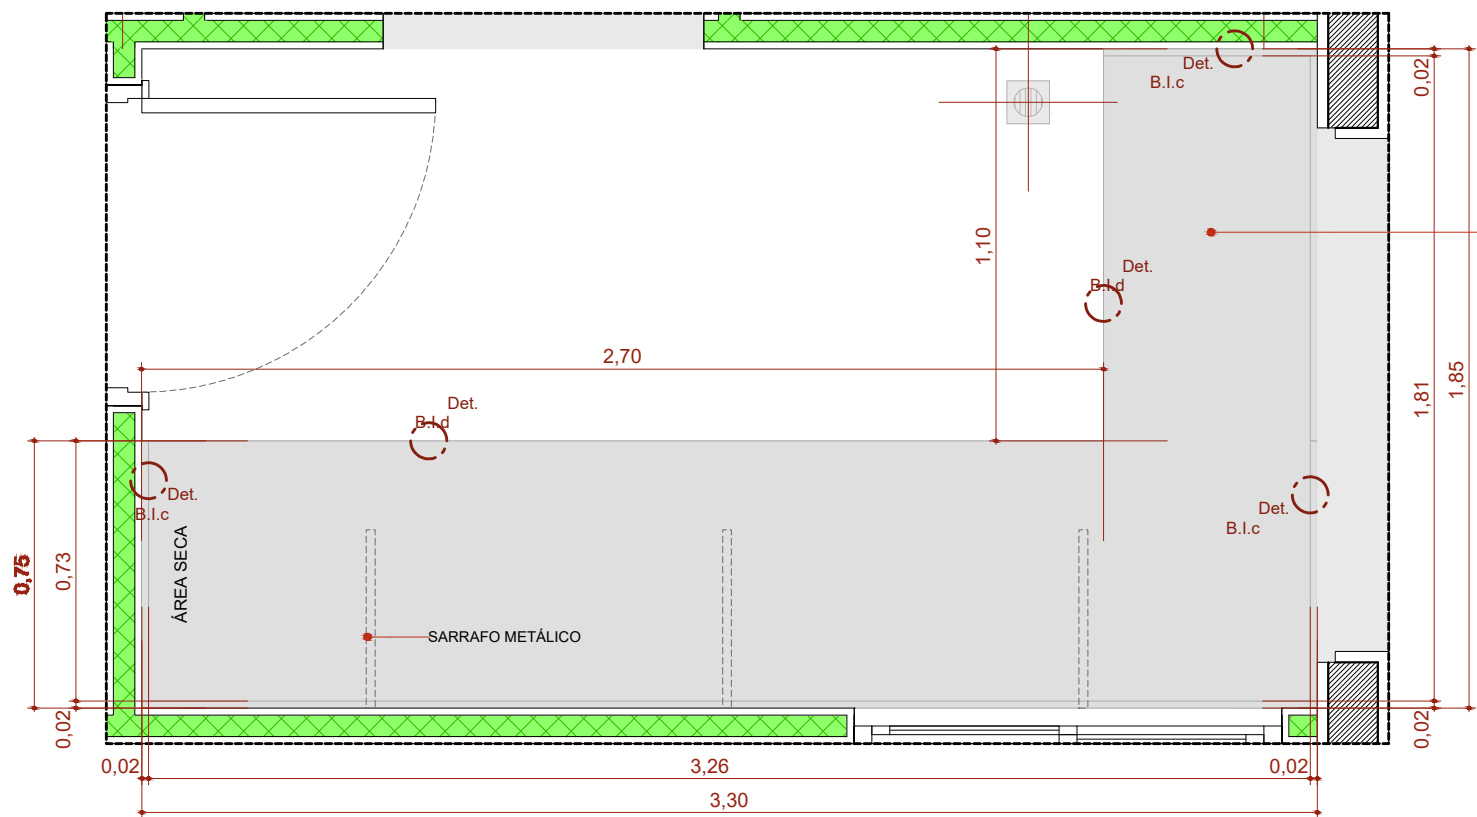 Det.
B.I.c
0,02
1,10
Det.
B.I.d
2,70
1,81
1,85
Det.
B.I.d
Det.
B.I.c
Det.
B.I.c
0,75
0,73
ÁREA SECA
SARRAFO METÁLICO
0,02
0,02
0,02
3,26
0,02
3,30